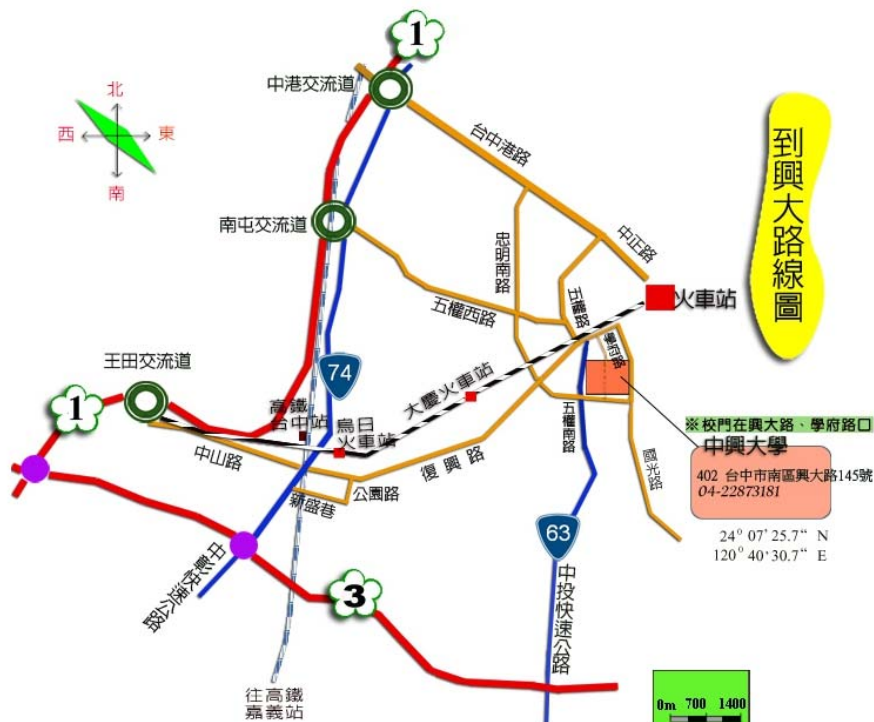 1
中港交流道
北
西
東
南
台中港路
到興大路線圖
南屯交流道
忠明南路
中正路
五權西路
五權路
火車站
學府路
王田交流道
74
大慶火車站
1
高鐵
台中站
烏日
火車站
五權南路
※校門在興大路、學府路口
中興大學
中山路
復興路
國光路
402 台中市南區興大路145號
04-22873181
公園路
新盛巷
24° 07'25.7“ N
120° 40'30.7“ E
63
中彰快速公路
3
中投快速公路
往高鐵
嘉義站
0m 700 1400